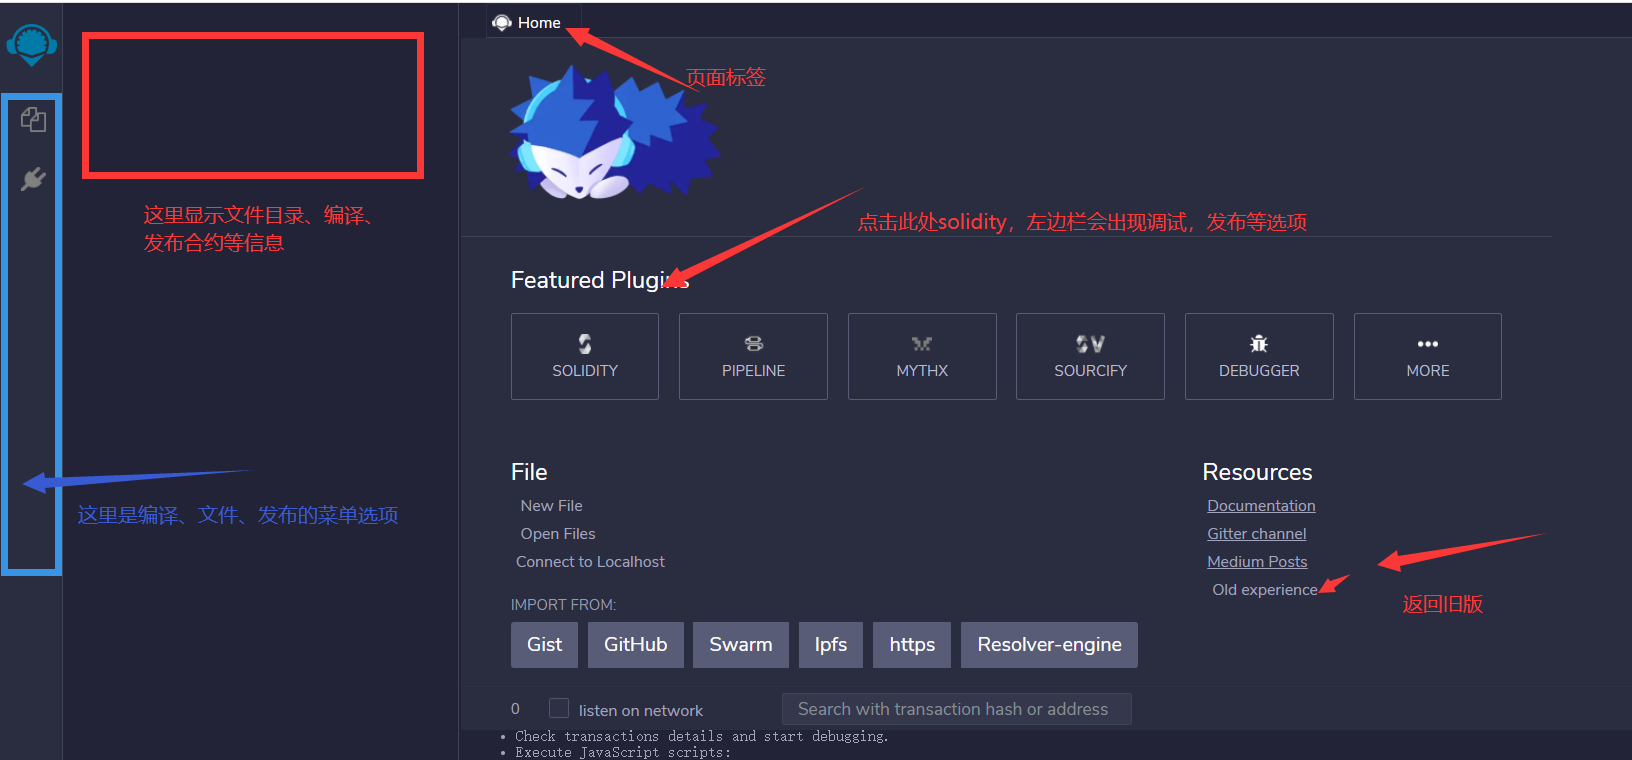 Home
页面标签
这里显示文件目录、编译、
发布合约等信息
点击此处solidity，左边栏会出现调试，发布等选项
Featured Plugins
SOLIDITY
PIPELINE
MYTHX
SOURCIFY
DEBUGGER
MORE
这里是编译、文件、发布的菜单选项
File
New File
Open Files
Connect to Localhost
Resources
Documentation
Gitter channel
Medium Posts
Old experience
返回旧版
IMPORT FROM:
Gist
GitHub
Swarm
Ipfs
https
Resolver-engine
0
listen on network
Search with transaction hash or address
• Check transactions details and start debugging.
• Execute JavaScript scripts: